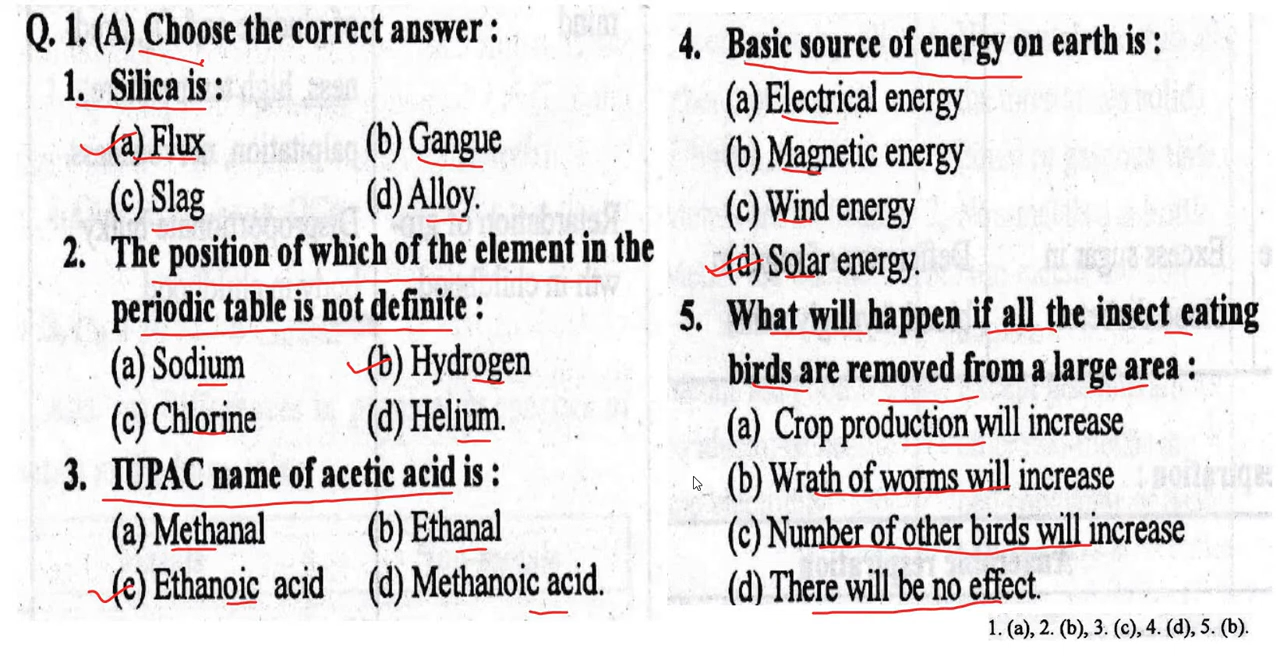 Q. 1. (A) Choose the correct answer :
1. Silica is :
(a) Flux (b) Gangue
(c) Slag (d) Alloy.
2. The position of which of the element in the
periodic table is not definite :
(a) Sodium (b) Hydrogen
(c) Chlorine (d) Helium.
3. IUPAC name of acetic acid is :
(a) Methanal (b) Ethanal
(c) Ethanoic acid (d) Methanoic acid.
4. Basic source of energy on earth is :
(a) Electrical energy
(b) Magnetic energy
(c) Wind energy
(d) Solar energy.
5. What will happen if all the insect eating
birds are removed from a large area :
(a) Crop production will increase
(b) Wrath of worms will increase
(c) Number of other birds will increase
(d) There will be no effect.
1. (a), 2. (b), 3. (c), 4. (d), 5. (b).